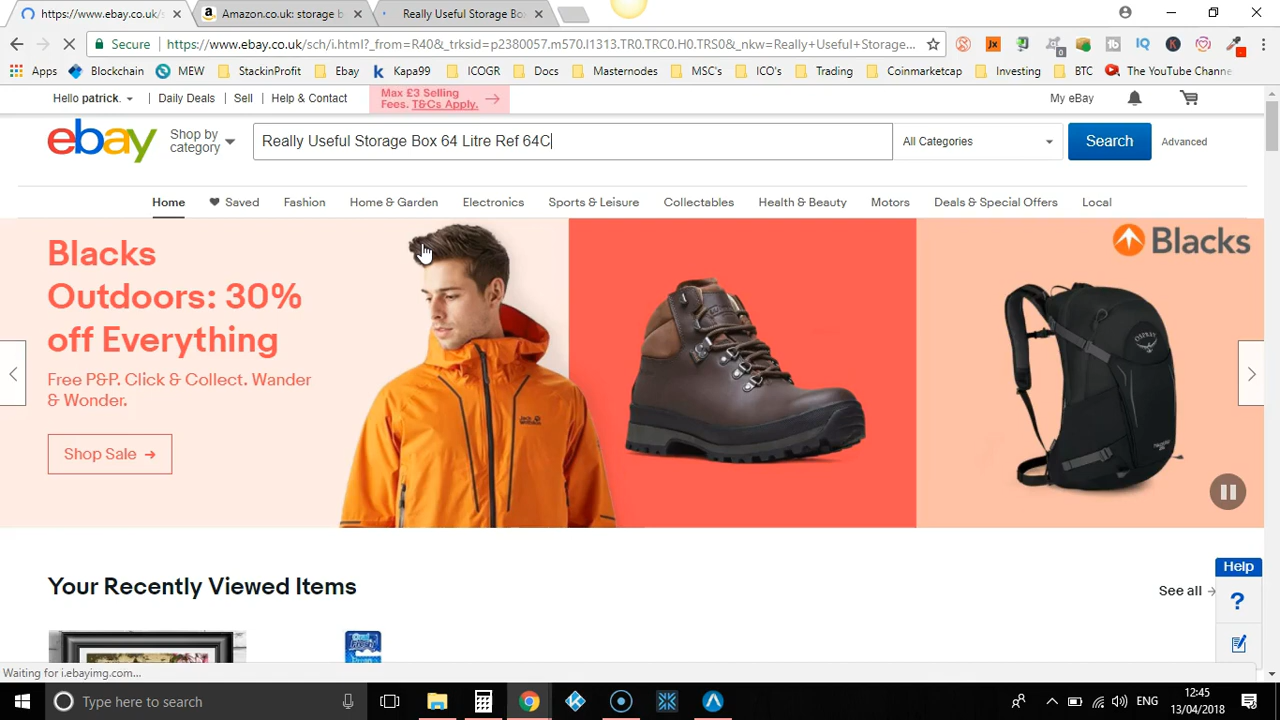 https://www.ebay.co.uk/s
Amazon.co.uk: storage b
Really Useful Storage Bo
Secure
https://www.ebay.co.uk/sch/i.html?_from=R40&_trksid=p2380057.m570.l1313.TR0.TRC0.H0.TRS0&_nkw=Really+Useful+Storage...
Apps
Blockchain
MEW
StackinProfit
Ebay
Kapa99
ICOGR
Docs
Masternodes
MSC's
ICO's
Trading
Coinmarketcap
Investing
BTC
The YouTube Channe
Hello patrick.
Daily Deals
Sell
Help & Contact
Max £3 Selling
Fees. T&Cs Apply.
My eBay
ebay
Shop by
category
Really Useful Storage Box 64 Litre Ref 64C
All Categories
Search
Advanced
Home
Saved
Fashion
Home & Garden
Electronics
Sports & Leisure
Collectables
Health & Beauty
Motors
Deals & Special Offers
Local
Blacks
Outdoors: 30%
off Everything
Free P&P. Click & Collect. Wander
& Wonder.
Shop Sale
Blacks
Your Recently Viewed Items
See all
Help
?
Waiting for i.ebayimg.com...
Type here to search
ENG
12:45
13/04/2018